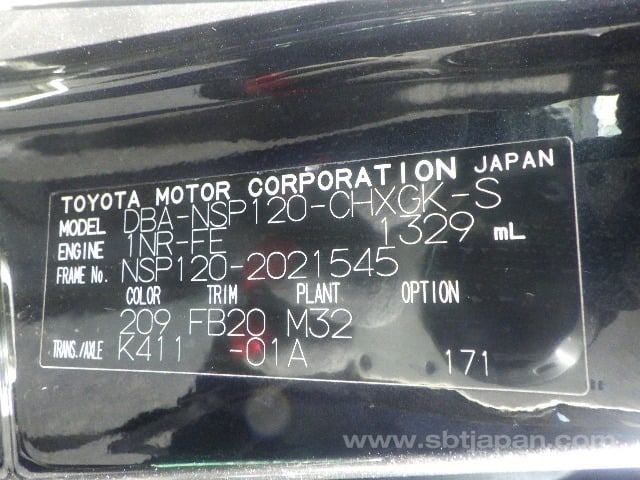 TOYOTA MOTOR CORPORATION JAPAN
MODEL DBA-NSP120-CHXGK-S
ENGINE 1NR-FE 1329 mL
FRAME No. NSP120-2021545
COLOR TRIM PLANT OPTION
209 FB20 M32
TRANS./AXLE K411 -01A 171
www.sbtjapan.com